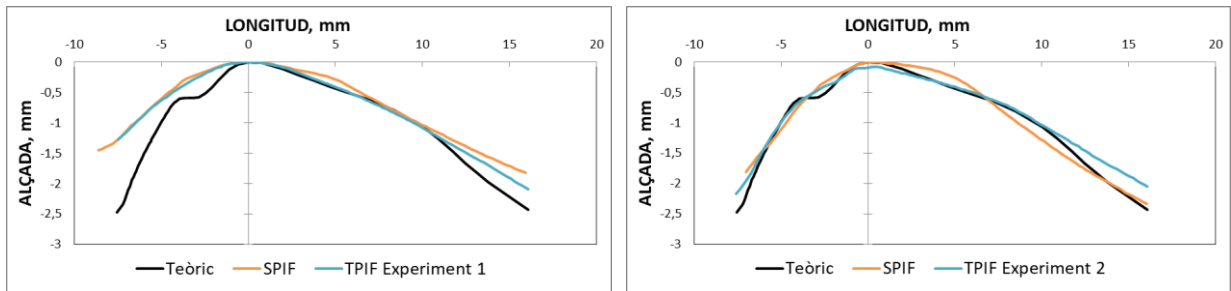 LONGITUD, mm
-10 -5 0 5 10 15 20
0
-0,5
-1
-1,5
-2
-2,5
-3
ALÇADA, mm
Teòric SPIF TPIF Experiment 1
LONGITUD, mm
-10 -5 0 5 10 15 20
0
-0,5
-1
-1,5
-2
-2,5
-3
ALÇADA, mm
Teòric SPIF TPIF Experiment 2